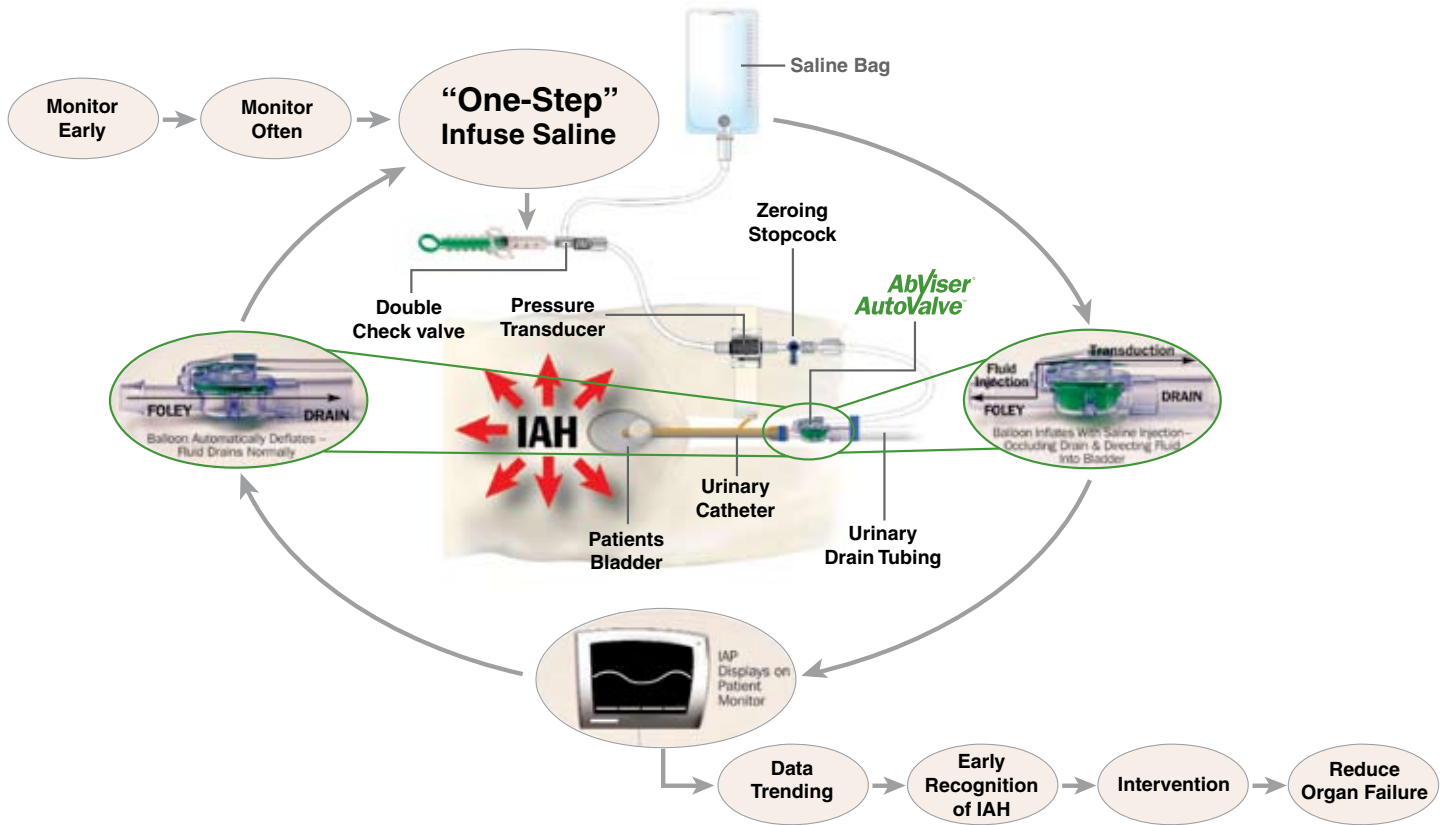 Saline Bag
Monitor
Early
Monitor
Often
“One-Step”
Infuse Saline
Zeroing
Stopcock
AbViser®
AutoValve™
Double
Check valve
Pressure
Transducer
FOLEY
DRAIN
Balloon Automatically Deflates –
Fluid Drains Normally
IAH
Transduction
Fluid
Injection
FOLEY
DRAIN
Balloon Inflates With Saline Injection–
Occluding Drain & Directing Fluid
Into Bladder
Urinary
Catheter
Patients
Bladder
Urinary
Drain Tubing
IAP
Displays on
Patient
Monitor
Data
Trending
Early
Recognition
of IAH
Intervention
Reduce
Organ Failure